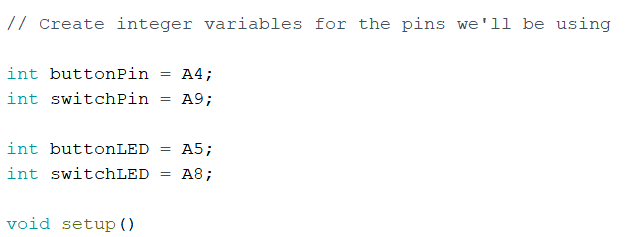 // Create integer variables for the pins we'll be using
int buttonPin = A4;
int switchPin = A9;
int buttonLED = A5;
int switchLED = A8;
void setup()